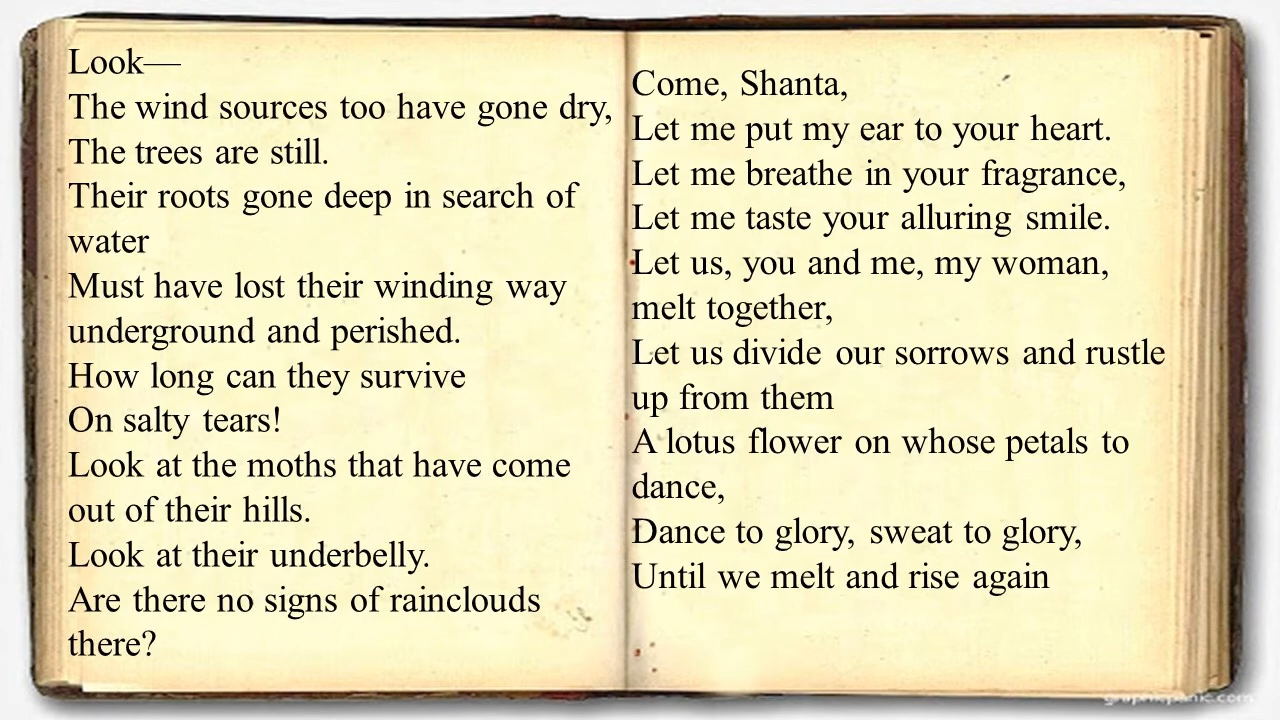 Look—
The wind sources too have gone dry,
The trees are still.
Their roots gone deep in search of
water
Must have lost their winding way
underground and perished.
How long can they survive
On salty tears!
Look at the moths that have come
out of their hills.
Look at their underbelly.
Are there no signs of rainclouds
there?
Come, Shanta,
Let me put my ear to your heart.
Let me breathe in your fragrance,
Let me taste your alluring smile.
Let us, you and me, my woman,
melt together,
Let us divide our sorrows and rustle
up from them
A lotus flower on whose petals to
dance,
Dance to glory, sweat to glory,
Until we melt and rise again